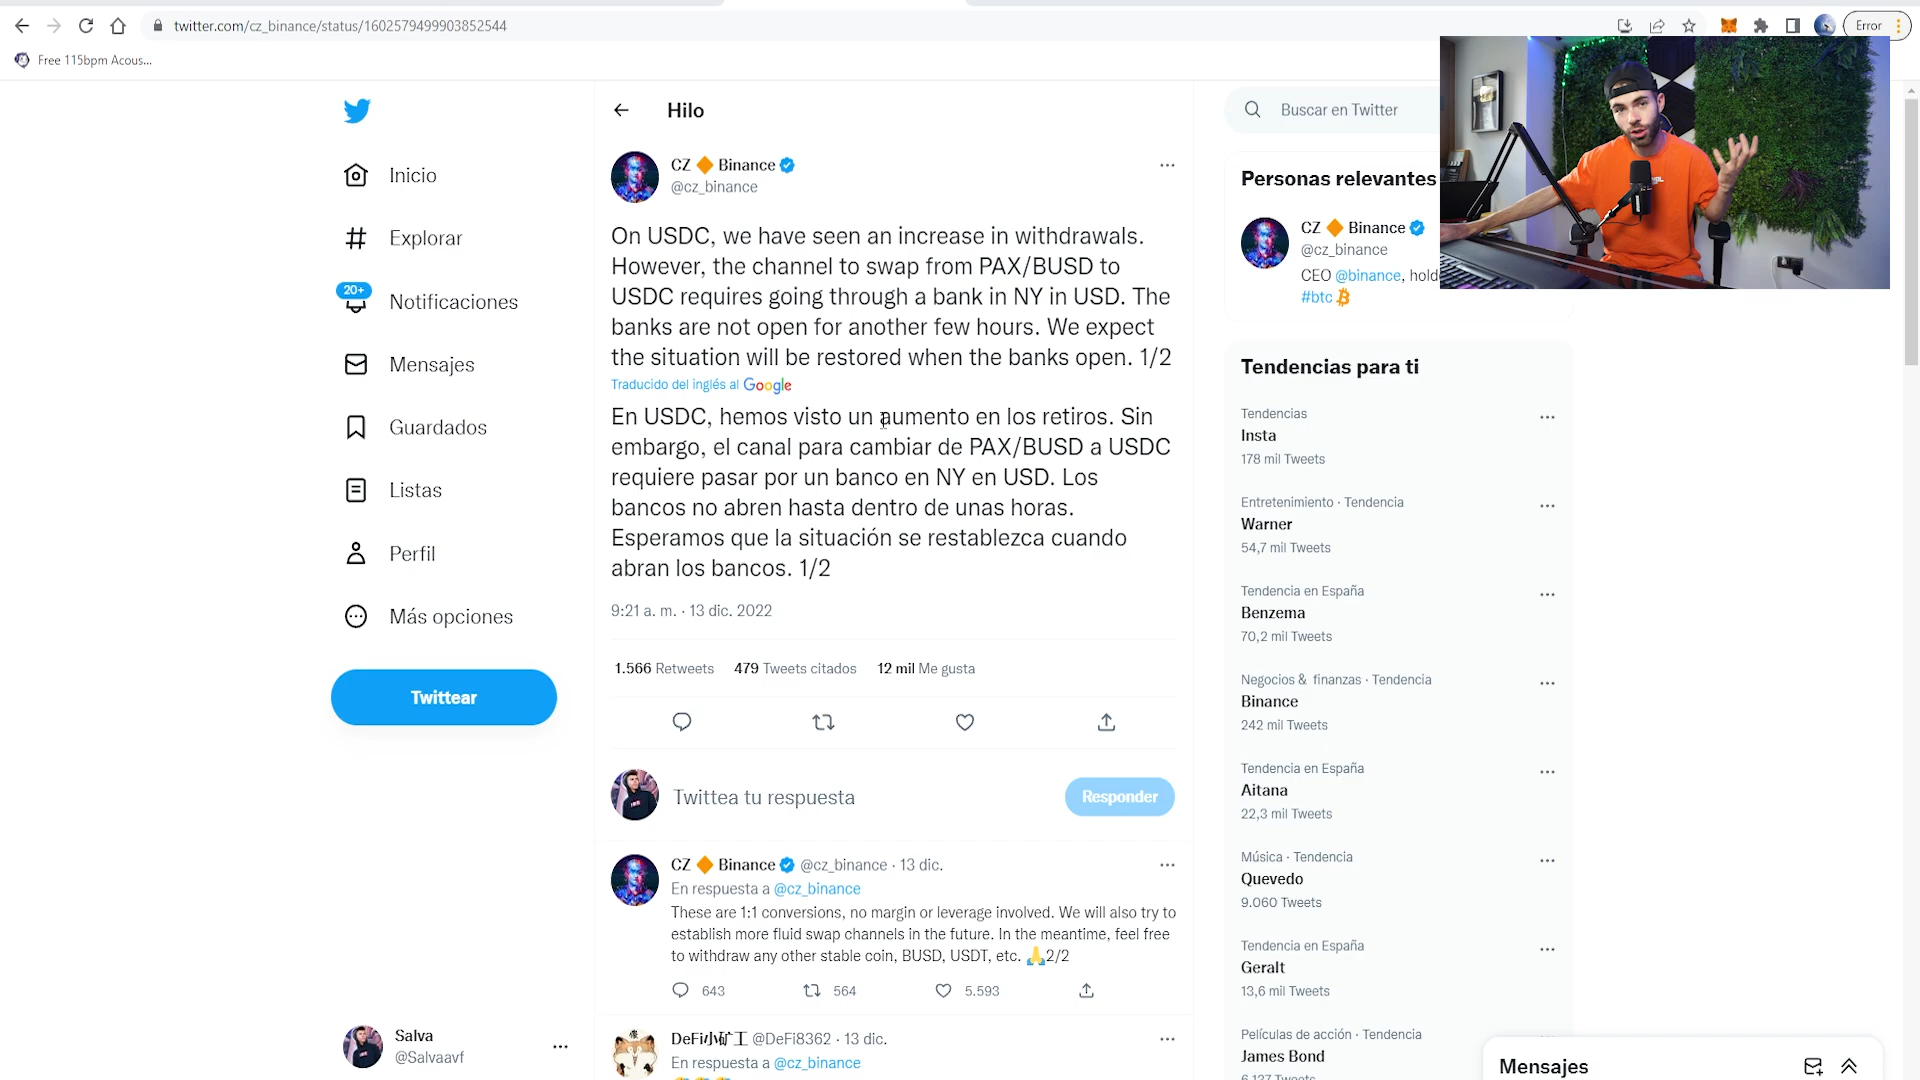 twitter.com/cz_binance/status/1602579499903852544
Error
Free 115bpm Acous...
Inicio
Explorar
20+
Notificaciones
Mensajes
Guardados
Listas
Perfil
Más opciones
Twittear
Salva
@Salvaavf
Hilo
CZ 🔶 Binance
@cz_binance
On USDC, we have seen an increase in withdrawals.
However, the channel to swap from PAX/BUSD to
USDC requires going through a bank in NY in USD. The
banks are not open for another few hours. We expect
the situation will be restored when the banks open. 1/2
Traducido del inglés al Google
En USDC, hemos visto un aumento en los retiros. Sin
embargo, el canal para cambiar de PAX/BUSD a USDC
requiere pasar por un banco en NY en USD. Los
bancos no abren hasta dentro de unas horas.
Esperamos que la situación se restablezca cuando
abran los bancos. 1/2
9:21 a. m. · 13 dic. 2022
1.566 Retweets 479 Tweets citados 12 mil Me gusta
Twittea tu respuesta
Responder
CZ 🔶 Binance @cz_binance · 13 dic.
En respuesta a @cz_binance
These are 1:1 conversions, no margin or leverage involved. We will also try to
establish more fluid swap channels in the future. In the meantime, feel free
to withdraw any other stable coin, BUSD, USDT, etc. 🙏2/2
643 564 5.593
DeFi小矿工 @DeFi8362 · 13 dic.
En respuesta a @cz_binance
Buscar en Twitter
Personas relevantes
CZ 🔶 Binance
@cz_binance
CEO @binance, hold
#btc
Tendencias para ti
Tendencias
Insta
178 mil Tweets
Entretenimiento · Tendencia
Warner
54,7 mil Tweets
Tendencia en España
Benzema
70,2 mil Tweets
Negocios & finanzas · Tendencia
Binance
242 mil Tweets
Tendencia en España
Aitana
22,3 mil Tweets
Música · Tendencia
Quevedo
9.060 Tweets
Tendencia en España
Geralt
13,6 mil Tweets
Películas de acción · Tendencia
James Bond
6.127 Tweets
Mensajes